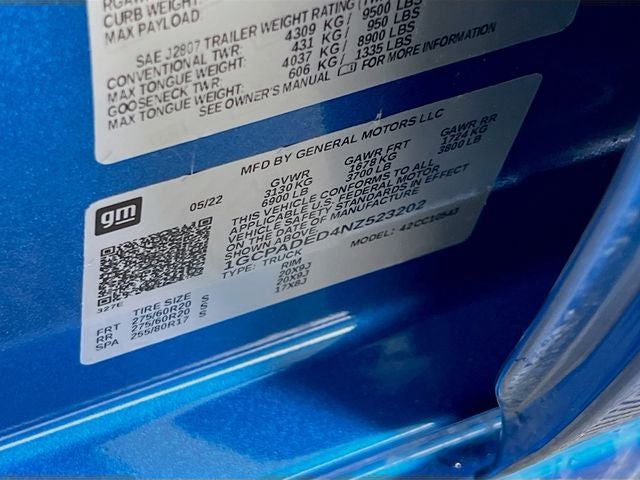 CURB WEIGHT:
MAX PAYLOAD:
SAE J2807 TRAILER WEIGHT RATING
CONVENTIONAL TWR: 4309 KG / 9500 LBS
MAX TONGUE WEIGHT: 431 KG / 950 LBS
GOOSENECK TWR: 4037 KG / 8900 LBS
MAX TONGUE WEIGHT: 606 KG / 1335 LBS
SEE OWNER'S MANUAL FOR MORE INFORMATION
gm
MFD BY GENERAL MOTORS LLC
05/22 GVWR GAWR FRT GAWR RR
3130 KG 1678 KG 1724 KG
6900 LB 3700 LB 3800 LB
THIS VEHICLE CONFORMS TO ALL
APPLICABLE U.S. FEDERAL MOTOR
VEHICLE SAFETY STANDARDS IN EFFECT
ON THE DATE OF MANUFACTURE
SHOWN ABOVE
1GCPADED4NZ523202
TYPE: TRUCK MODEL: 42CC10543
327E
TIRE SIZE RIM
FRT 275/60R20 S 20X9J
RR 275/60R20 S 20X9J
SPA 255/80R17 S 17X8J